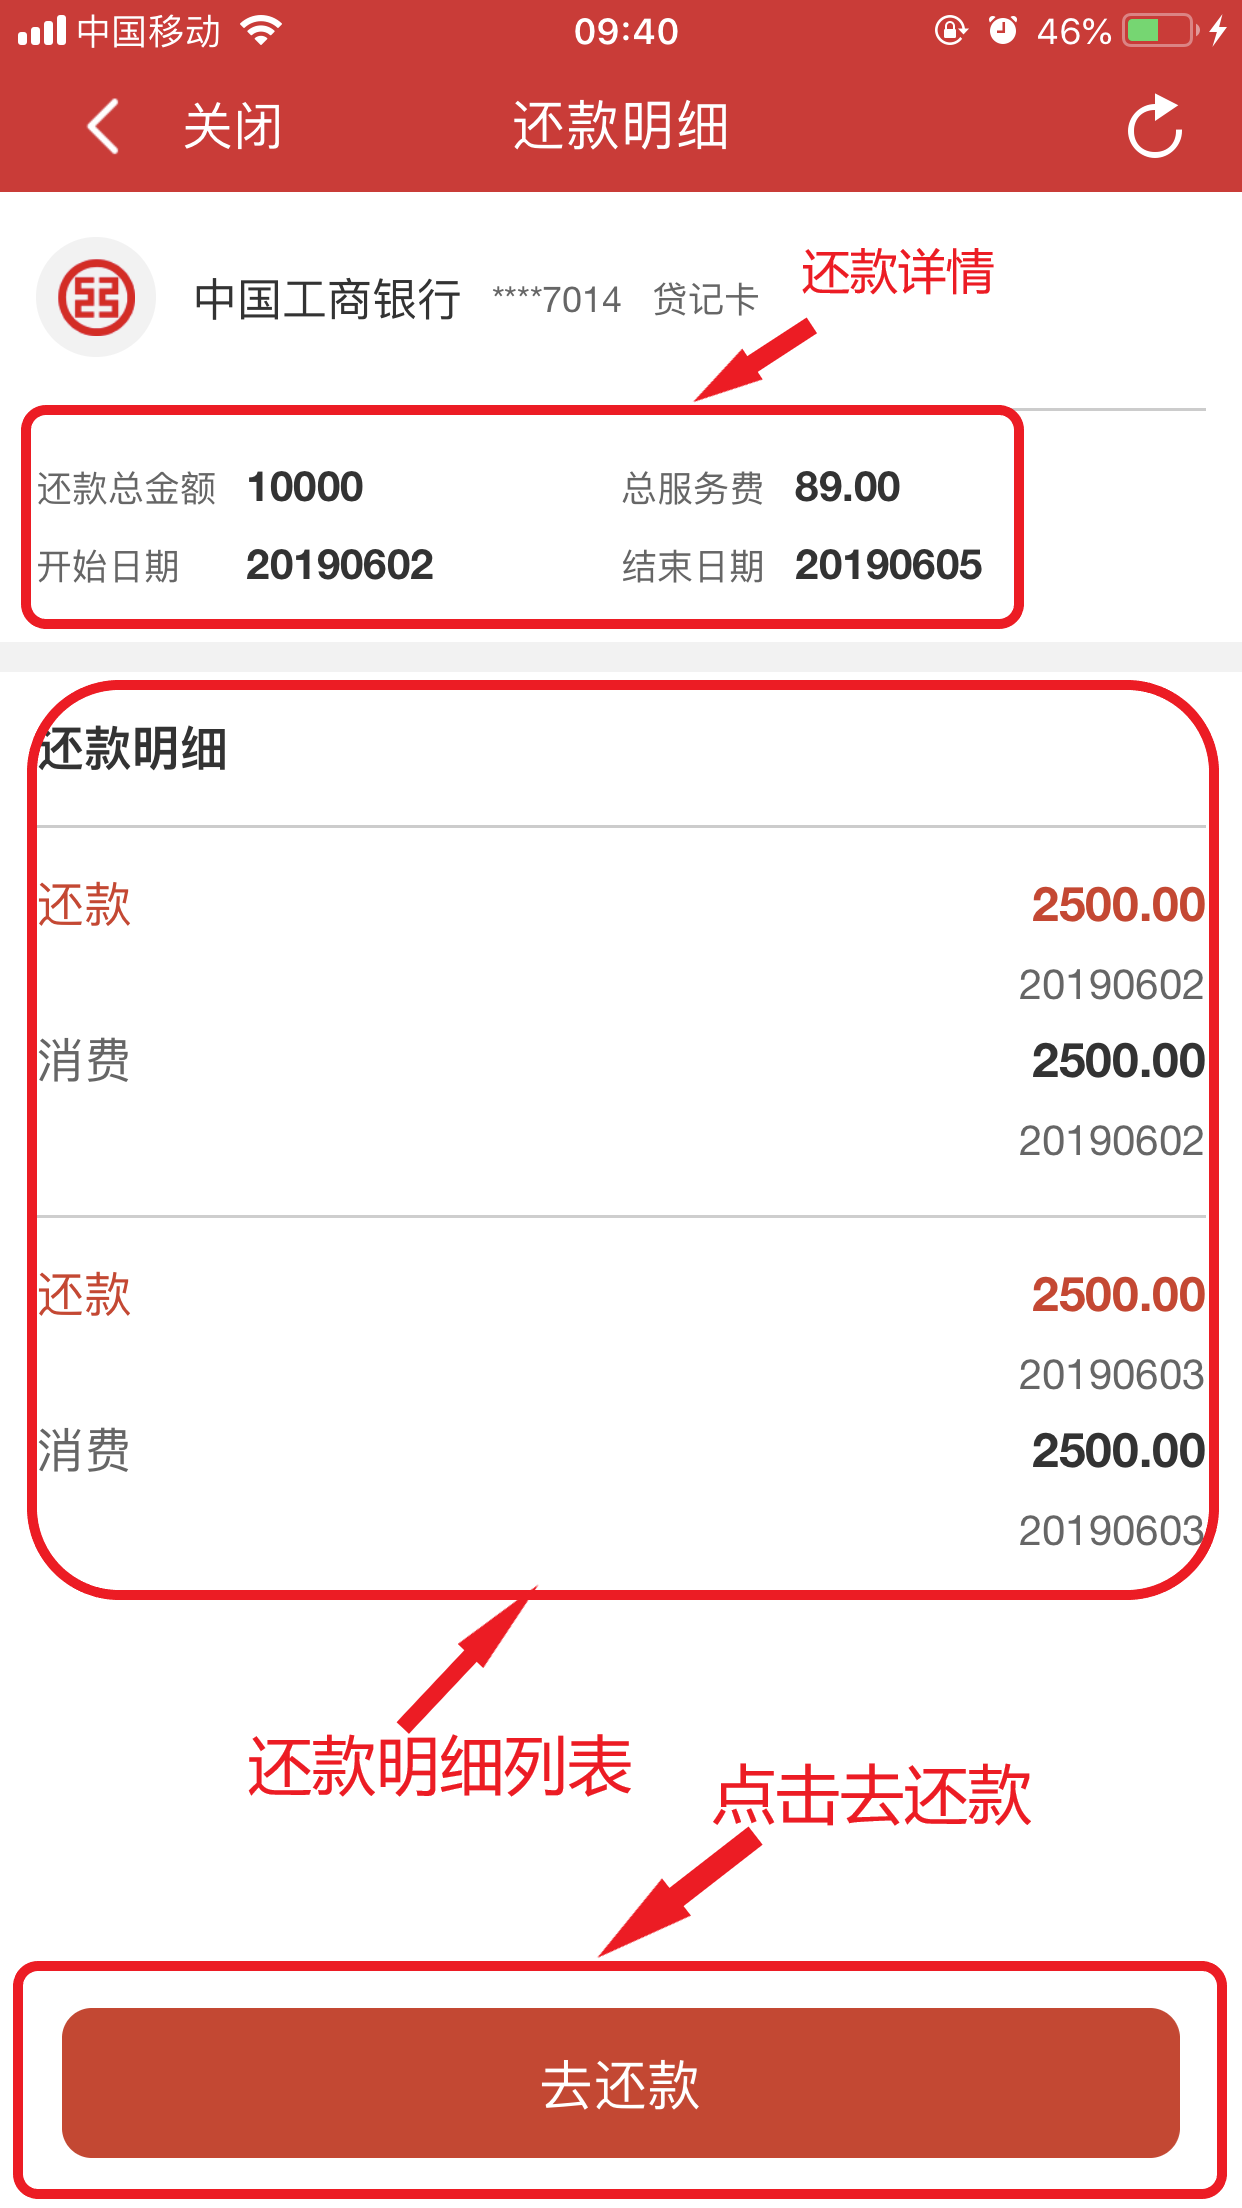 中国移动 09:40 46%
关闭 还款明细
还款详情
中国工商银行 ****7014 贷记卡
还款总金额 10000 总服务费 89.00
开始日期 20190602 结束日期 20190605
还款明细
还款 2500.00
20190602
消费 2500.00
20190602
还款 2500.00
20190603
消费 2500.00
20190603
还款明细列表
点击去还款
去还款